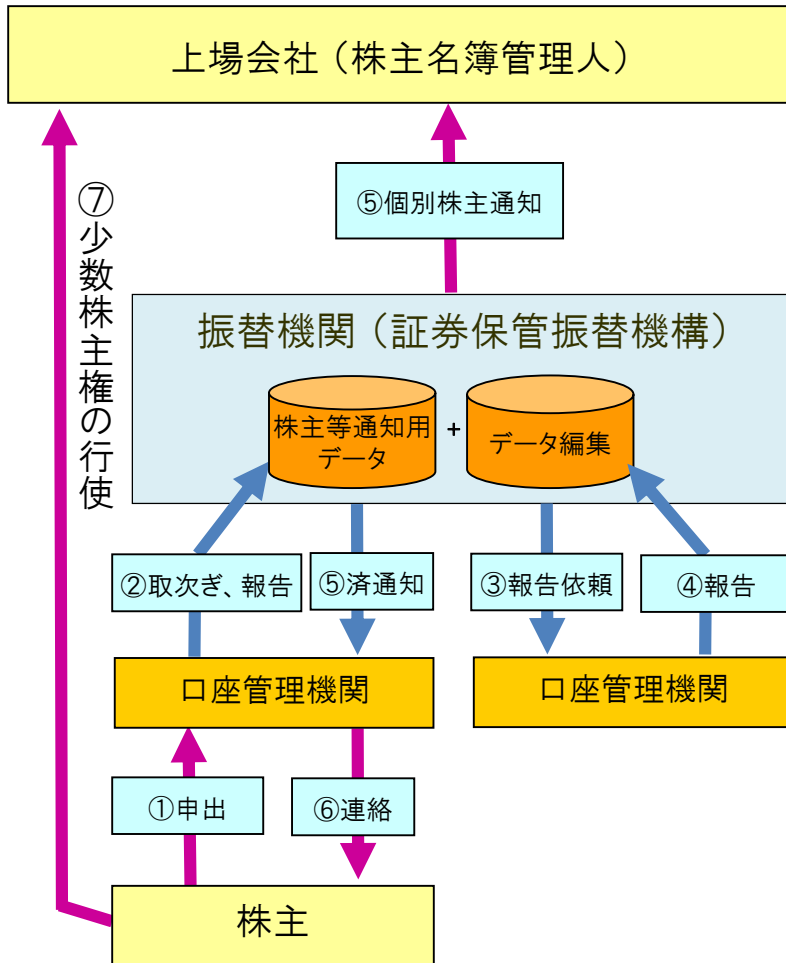 上場会社（株主名簿管理人）
⑤個別株主通知
⑦少数株主権の行使
振替機関（証券保管振替機構）
株主等通知用
データ
+
データ編集
②取次ぎ、報告
⑤済通知
③報告依頼
④報告
口座管理機関
口座管理機関
①申出
⑥連絡
株主